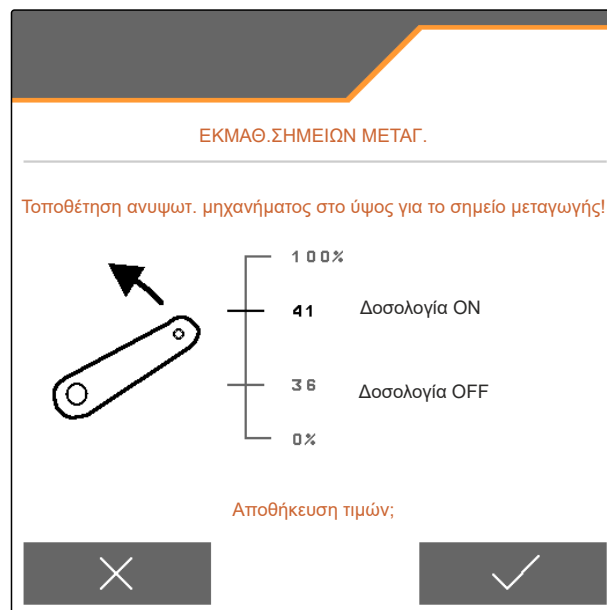 ΕΚΜΑΘ.ΣΗΜΕΙΩΝ ΜΕΤΑΓ.
Τοποθέτηση ανυψωτ. μηχανήματος στο ύψος για το σημείο μεταγωγής!
100%
41 Δοσολογία ON
36 Δοσολογία OFF
0%
Αποθήκευση τιμών;